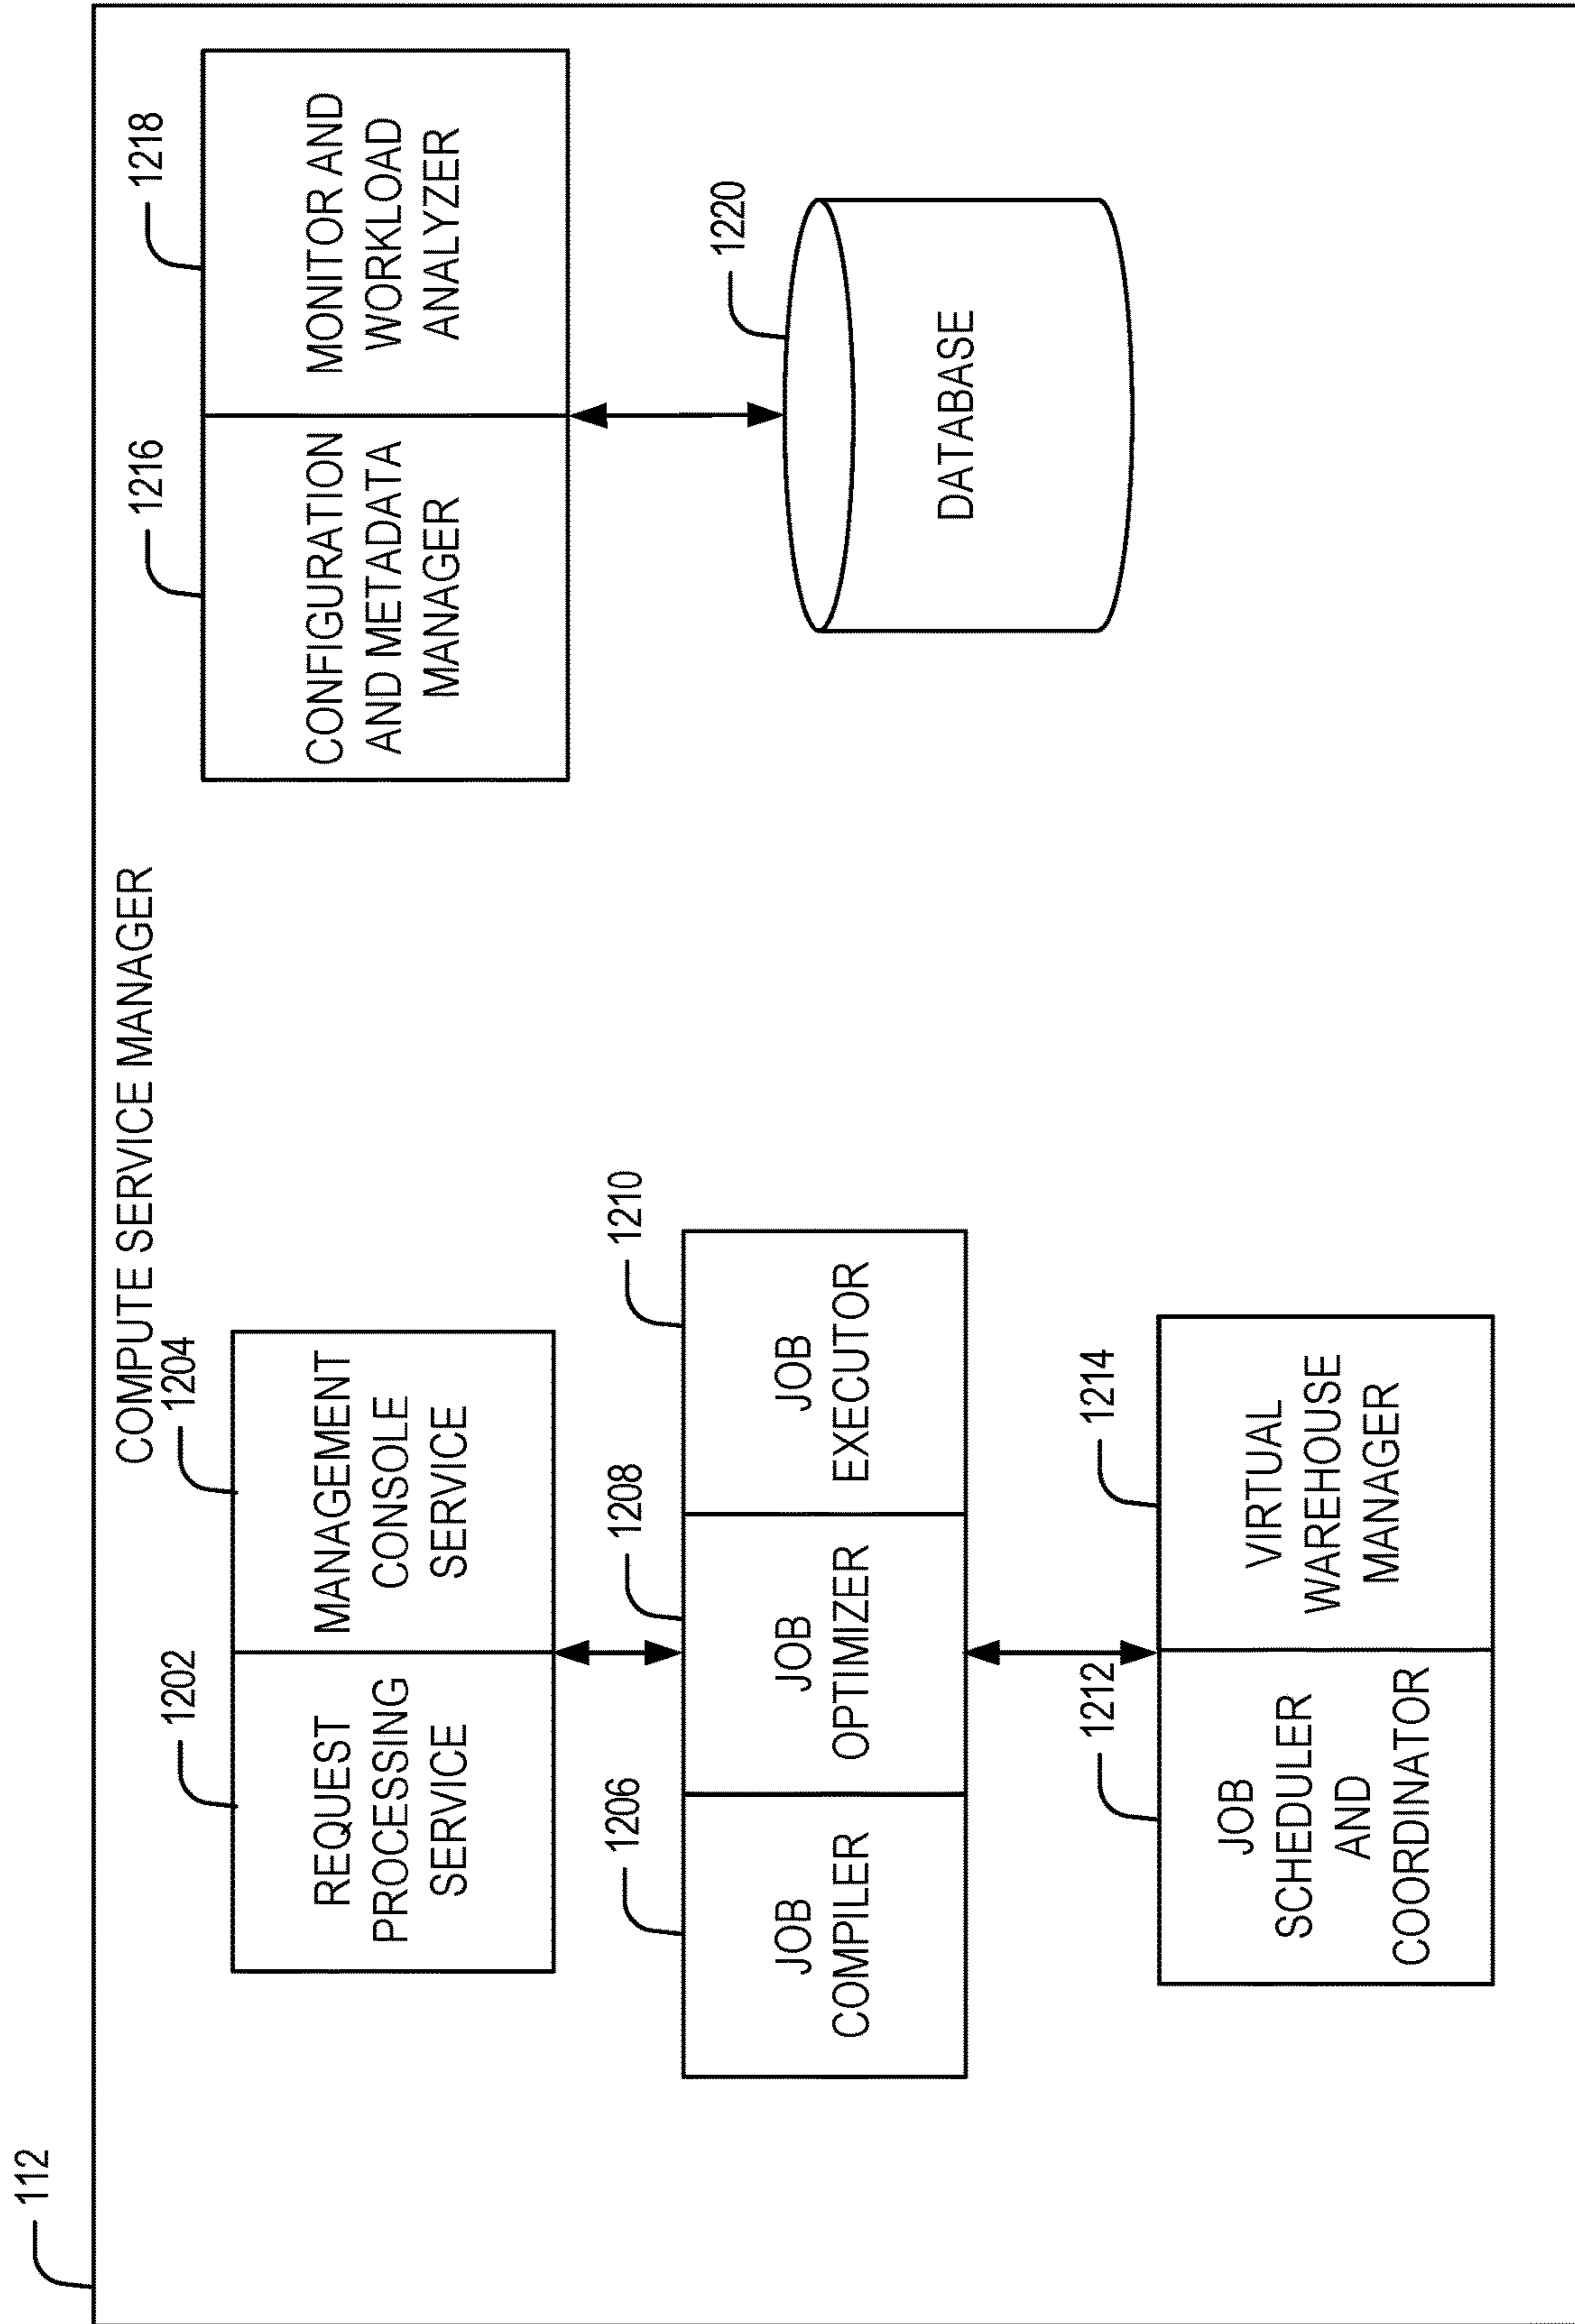 112
COMPUTE SERVICE MANAGER
1202
1204
REQUEST
PROCESSING
SERVICE
MANAGEMENT
CONSOLE
SERVICE
1206
1208
1210
JOB
COMPILER
JOB
OPTIMIZER
JOB
EXECUTOR
1212
1214
JOB
SCHEDULER
AND
COORDINATOR
VIRTUAL
WAREHOUSE
MANAGER
1216
1218
CONFIGURATION
AND METADATA
MANAGER
MONITOR AND
WORKLOAD
ANALYZER
1220
DATABASE